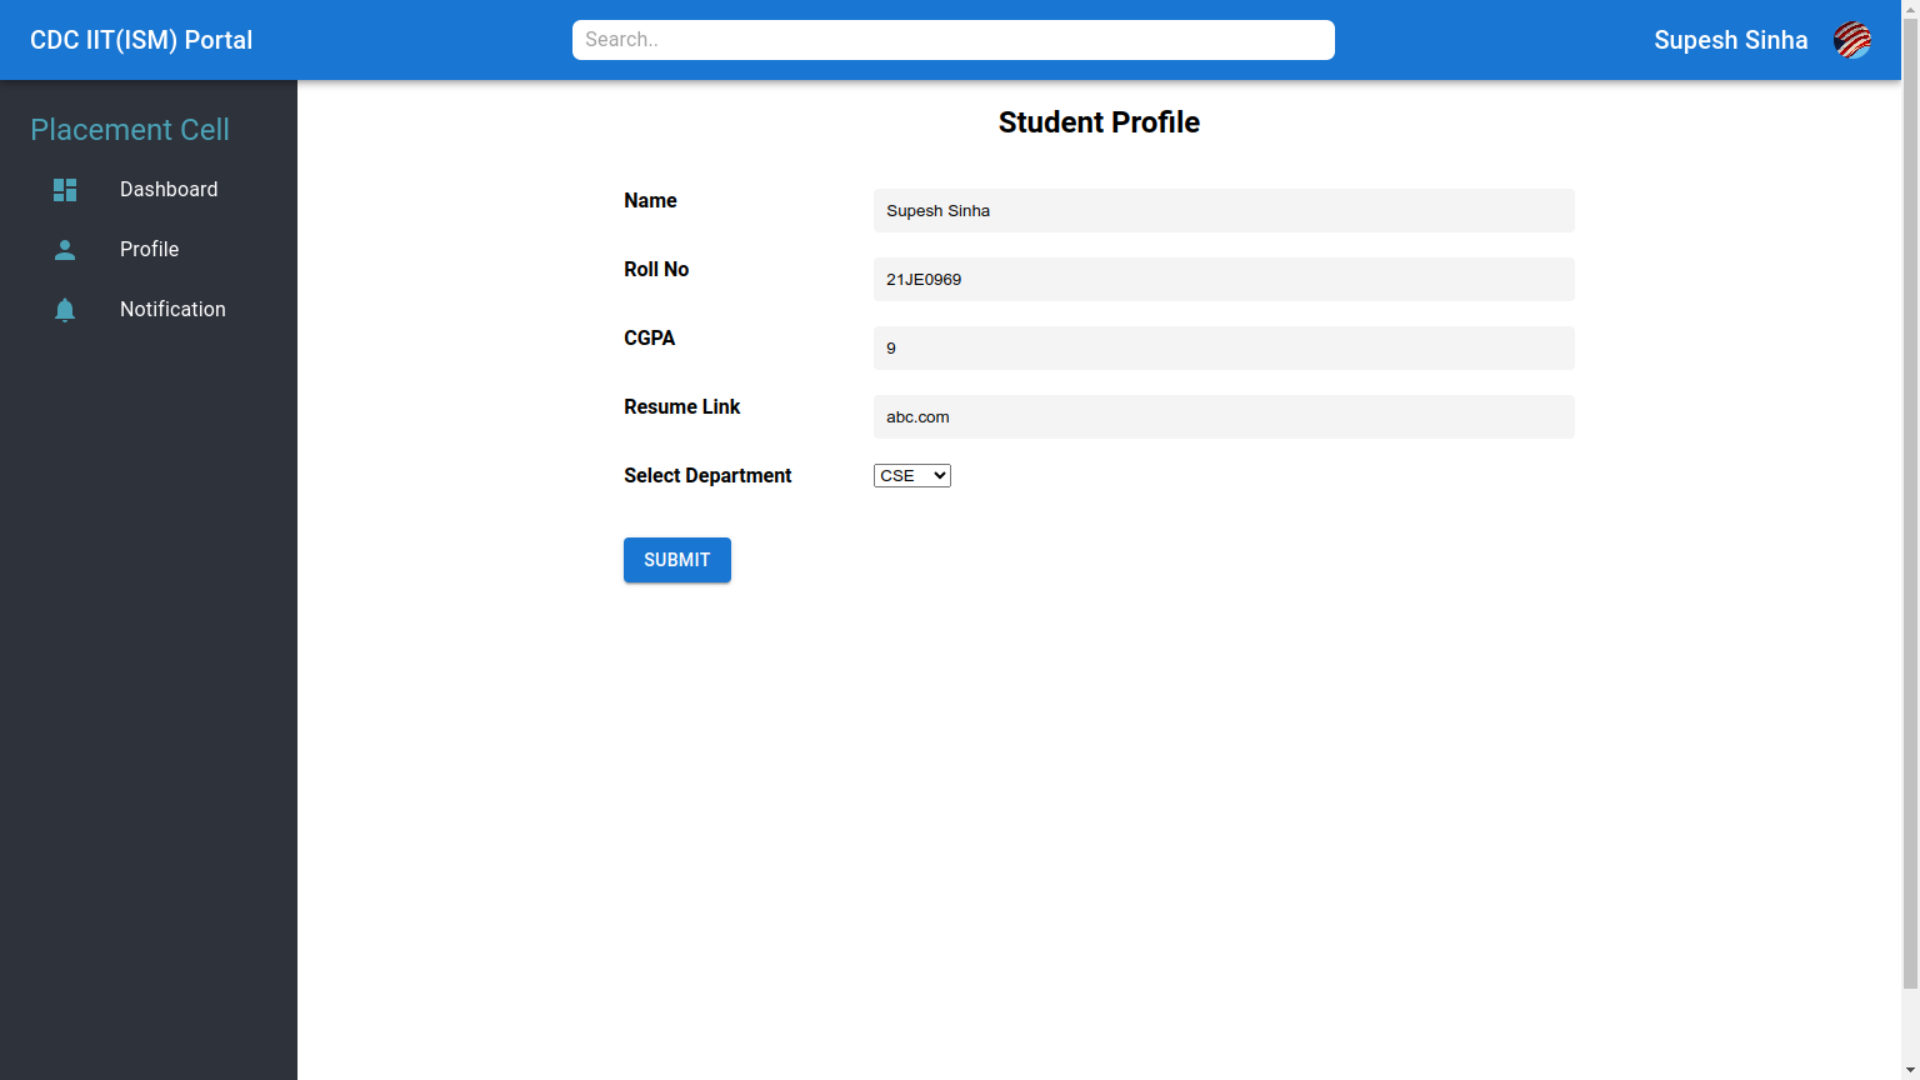 CDC IIT(ISM) Portal
Search..
Supesh Sinha
Placement Cell
Dashboard
Profile
Notification
Student Profile
Name
Supesh Sinha
Roll No
21JE0969
CGPA
9
Resume Link
abc.com
Select Department
CSE
SUBMIT